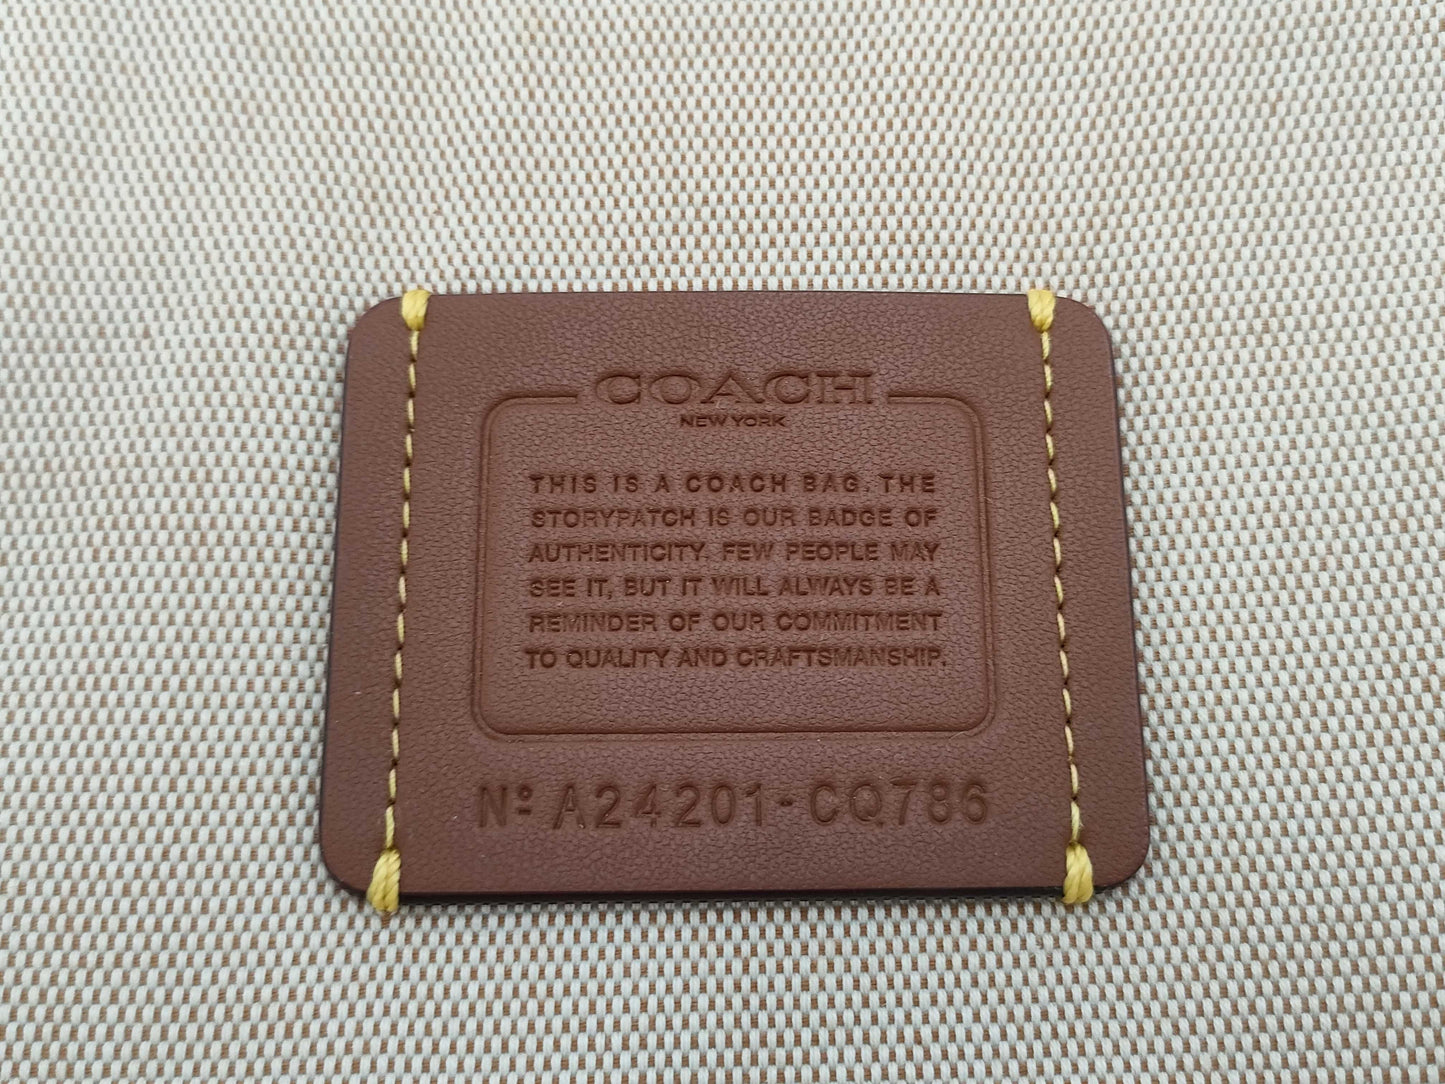 COACH
NEW YORK
THIS IS A COACH BAG. THE
STORYPATCH IS OUR BADGE OF
AUTHENTICITY. FEW PEOPLE MAY
SEE IT, BUT IT WILL ALWAYS BE A
REMINDER OF OUR COMMITMENT
TO QUALITY AND CRAFTSMANSHIP.
Nº A24201-CQ786